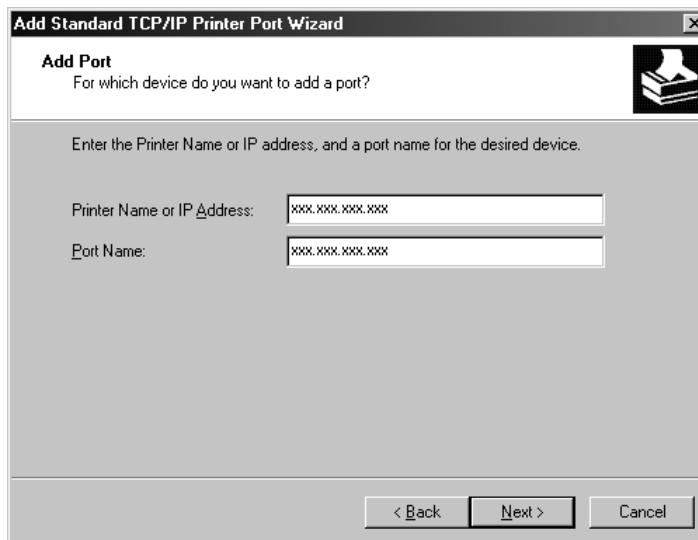 Add Standard TCP/IP Printer Port Wizard
Add Port
For which device do you want to add a port?
Enter the Printer Name or IP address, and a port name for the desired device.
Printer Name or IP Address: xxx.xxx.xxx.xxx
Port Name: xxx.xxx.xxx.xxx
< Back Next > Cancel